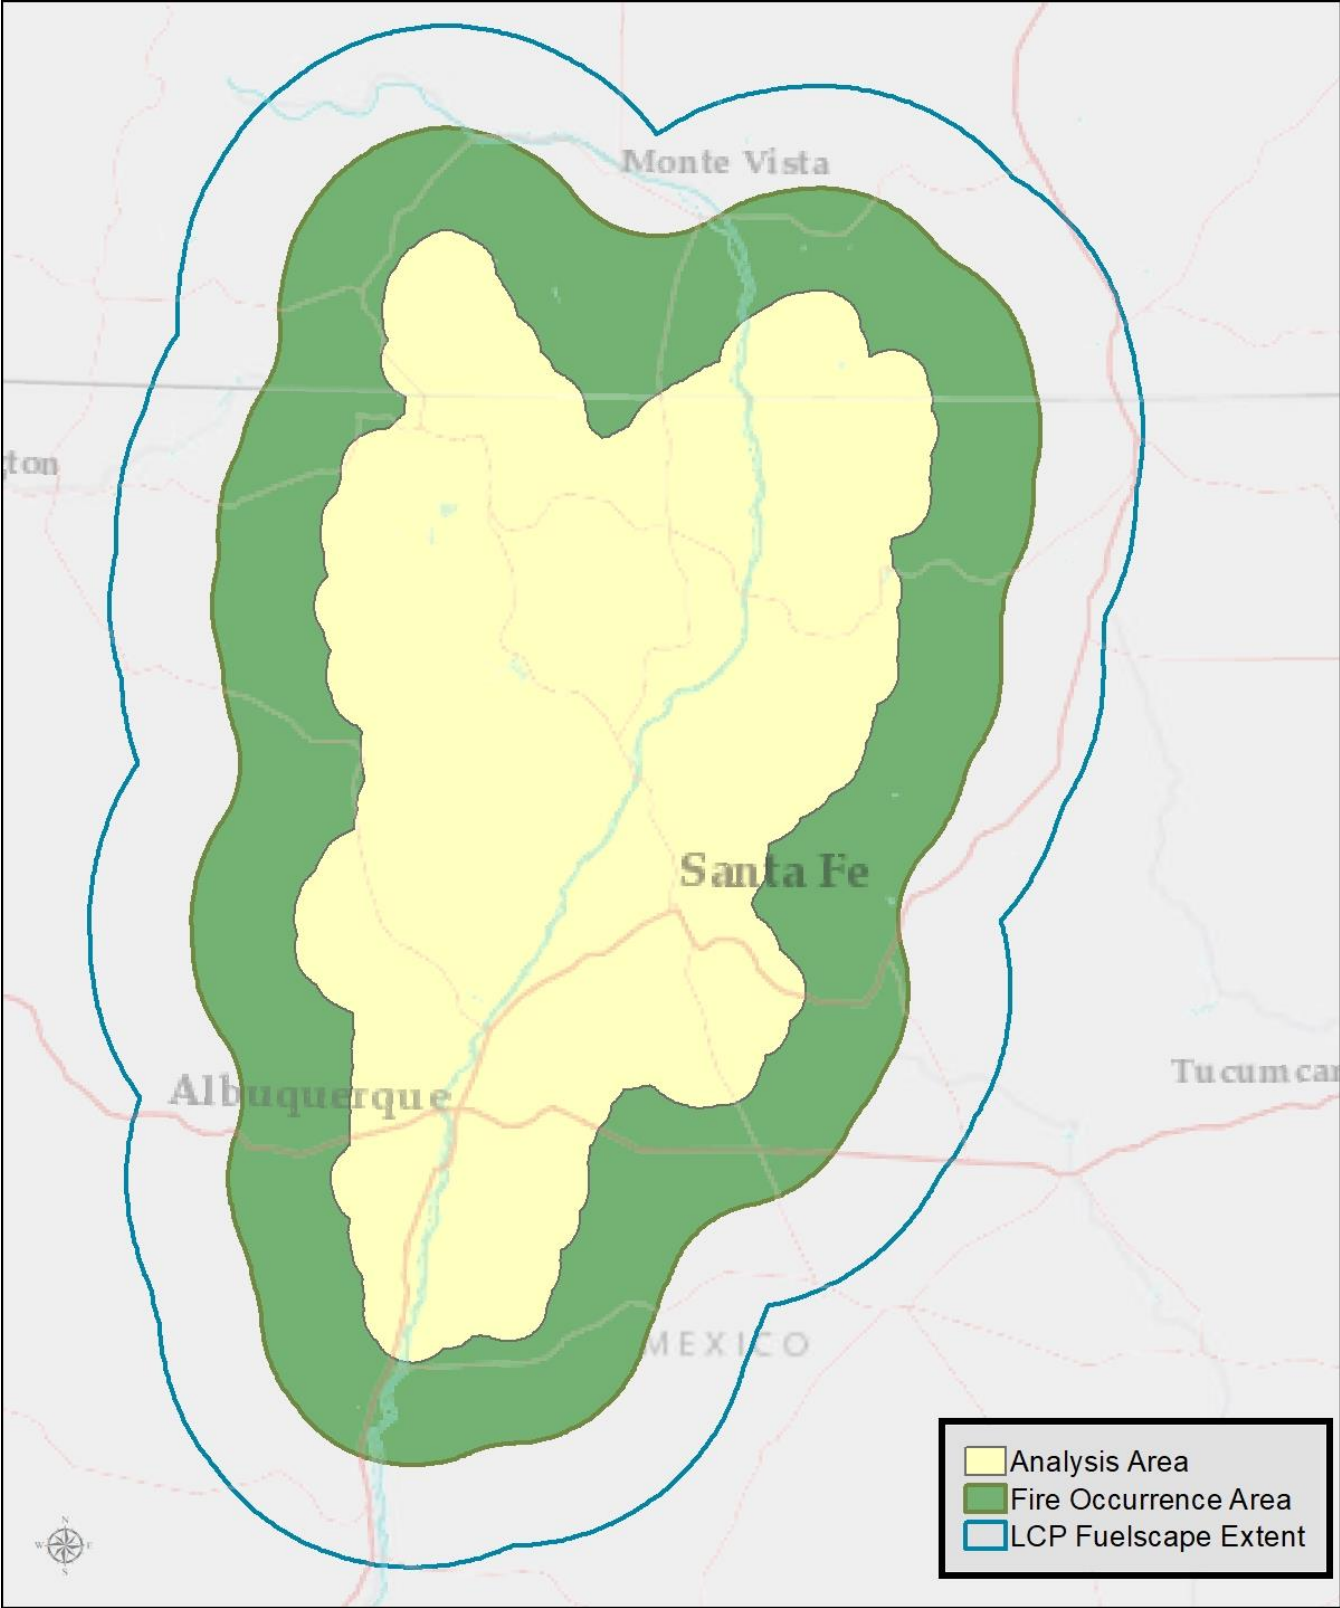 Monte Vista
ton
Santa Fe
Albuquerque
Tucumcar
MEXICO
Analysis Area
Fire Occurrence Area
LCP Fuelscape Extent
N
W E
S